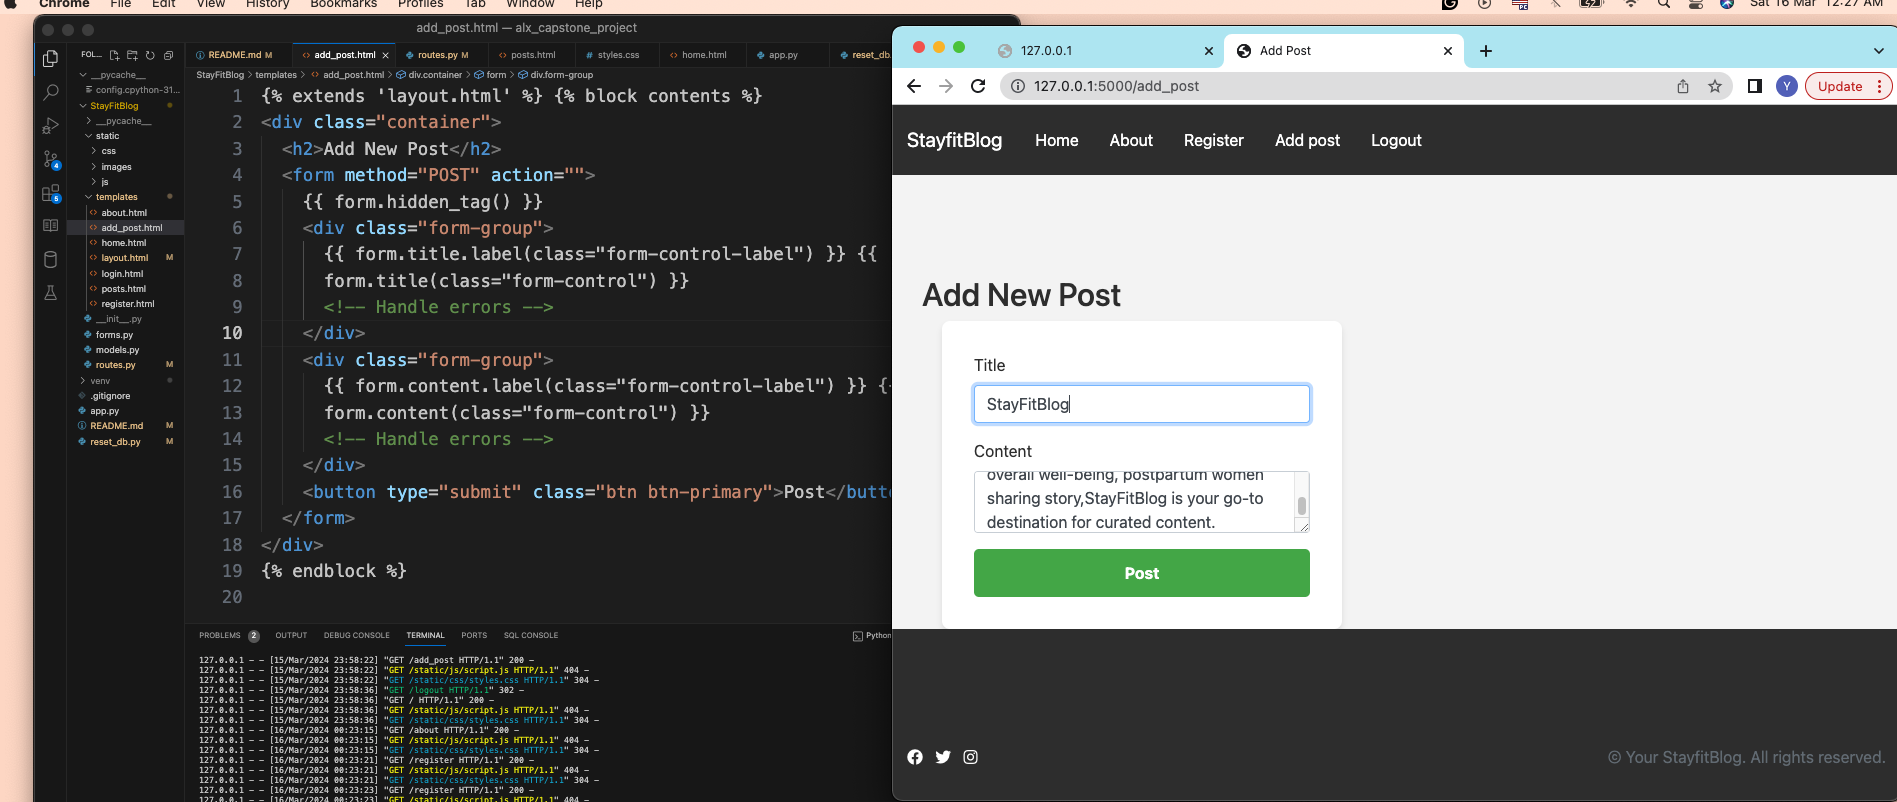 Chrome File Edit View History Bookmarks Profiles Tab Window Help
Sat 16 Mar 12:27 AM
add_post.html — alx_capstone_project
FOL...
README.md M
add_post.html
routes.py M
posts.html
styles.css
home.html
app.py
reset_db.
StayFitBlog > templates > add_post.html > div.container > form > div.form-group
__pycache__
config.cpython-31...
StayFitBlog
__pycache__
static
css
images
js
templates
about.html
add_post.html
home.html
layout.html M
login.html
posts.html
register.html
__init__.py
forms.py
models.py
routes.py M
venv
.gitignore
app.py
README.md M
reset_db.py M
4
5
1 {% extends 'layout.html' %} {% block contents %}
2 <div class="container">
3 <h2>Add New Post</h2>
4 <form method="POST" action="">
5 {{ form.hidden_tag() }}
6 <div class="form-group">
7 {{ form.title.label(class="form-control-label") }} {{
8 form.title(class="form-control") }}
9 <!-- Handle errors -->
10 </div>
11 <div class="form-group">
12 {{ form.content.label(class="form-control-label") }} {
13 form.content(class="form-control") }}
14 <!-- Handle errors -->
15 </div>
16 <button type="submit" class="btn btn-primary">Post</butt
17 </form>
18 </div>
19 {% endblock %}
20
PROBLEMS 2 OUTPUT DEBUG CONSOLE TERMINAL PORTS SQL CONSOLE
Python
127.0.0.1 - - [15/Mar/2024 23:58:22] "GET /add_post HTTP/1.1" 200 -
127.0.0.1 - - [15/Mar/2024 23:58:22] "GET /static/js/script.js HTTP/1.1" 404 -
127.0.0.1 - - [15/Mar/2024 23:58:22] "GET /static/css/styles.css HTTP/1.1" 304 -
127.0.0.1 - - [15/Mar/2024 23:58:36] "GET /logout HTTP/1.1" 302 -
127.0.0.1 - - [15/Mar/2024 23:58:36] "GET / HTTP/1.1" 200 -
127.0.0.1 - - [15/Mar/2024 23:58:36] "GET /static/js/script.js HTTP/1.1" 404 -
127.0.0.1 - - [15/Mar/2024 23:58:36] "GET /static/css/styles.css HTTP/1.1" 304 -
127.0.0.1 - - [16/Mar/2024 00:23:15] "GET /about HTTP/1.1" 200 -
127.0.0.1 - - [16/Mar/2024 00:23:15] "GET /static/js/script.js HTTP/1.1" 404 -
127.0.0.1 - - [16/Mar/2024 00:23:15] "GET /static/css/styles.css HTTP/1.1" 304 -
127.0.0.1 - - [16/Mar/2024 00:23:21] "GET /register HTTP/1.1" 200 -
127.0.0.1 - - [16/Mar/2024 00:23:21] "GET /static/js/script.js HTTP/1.1" 404 -
127.0.0.1 - - [16/Mar/2024 00:23:21] "GET /static/css/styles.css HTTP/1.1" 304 -
127.0.0.1 - - [16/Mar/2024 00:23:23] "GET /register HTTP/1.1" 200 -
127.0.0.1 - - [16/Mar/2024 00:23:23] "GET /static/js/script.js HTTP/1.1" 404 -
127.0.0.1
Add Post
127.0.0.1:5000/add_post
Y
Update
StayfitBlog Home About Register Add post Logout
Add New Post
Title
StayFitBlog
Content
overall well-being, postpartum women
sharing story,StayFitBlog is your go-to
destination for curated content.
Post
© Your StayfitBlog. All rights reserved.